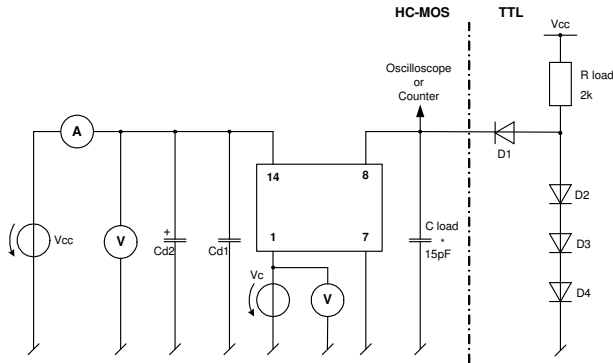 HC-MOS
TTL
Vcc
Oscilloscope
or
Counter
R load
2k
A
D1
14
8
D2
1
7
Vcc
V
+
Cd2
Cd1
C load
*
15pF
D3
Vc
V
D4